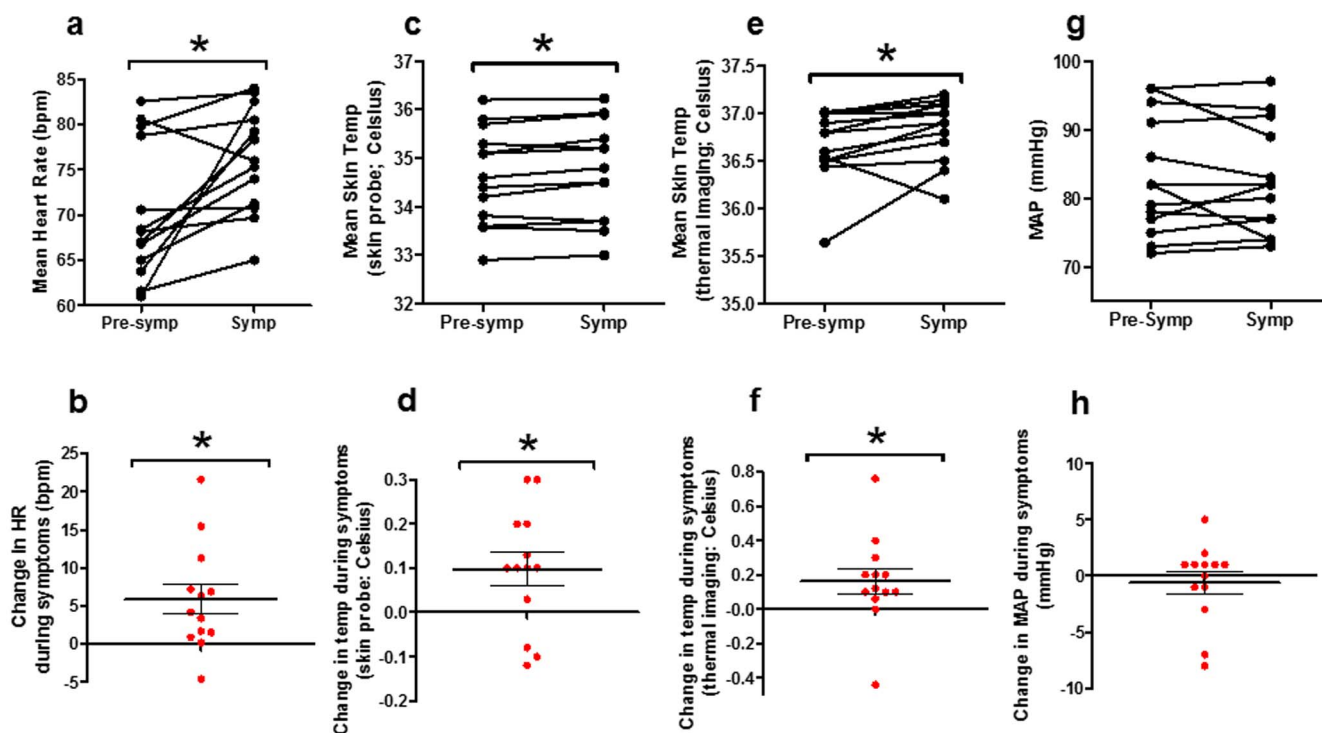 a
*
Mean Heart Rate (bpm)
85
80
75
70
65
60
Pre-symp Symp
c
*
Mean Skin Temp
(skin probe; Celsius)
37
36
35
34
33
32
Pre-symp Symp
e
*
Mean Skin Temp
(thermal imaging; Celsius)
37.5
37.0
36.5
36.0
35.5
35.0
Pre-symp Symp
g
MAP (mmHg)
100
90
80
70
Pre-Symp Symp
b
*
Change in HR
during symptoms (bpm)
25
20
15
10
5
0
-5
d
*
Change in temp during symptoms
(skin probe: Celsius)
0.3
0.2
0.1
0.0
-0.1
-0.2
f
*
Change in temp during symptoms
(thermal imaging: Celsius)
0.8
0.6
0.4
0.2
-0.0
-0.2
-0.4
h
Change in MAP during symptoms
(mmHg)
10
5
0
-5
-10